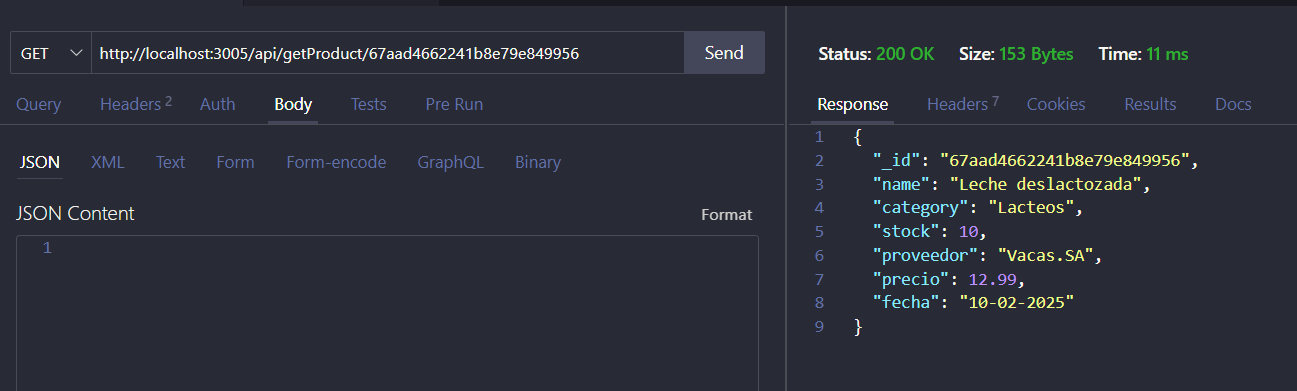 GET http://localhost:3005/api/getProduct/67aad4662241b8e79e849956 Send
Query Headers 2 Auth Body Tests Pre Run
JSON XML Text Form Form-encode GraphQL Binary
JSON Content Format
1
Status: 200 OK Size: 153 Bytes Time: 11 ms
Response Headers 7 Cookies Results Docs
1 {
2 "_id": "67aad4662241b8e79e849956",
3 "name": "Leche deslactozada",
4 "category": "Lacteos",
5 "stock": 10,
6 "proveedor": "Vacas.SA",
7 "precio": 12.99,
8 "fecha": "10-02-2025"
9 }